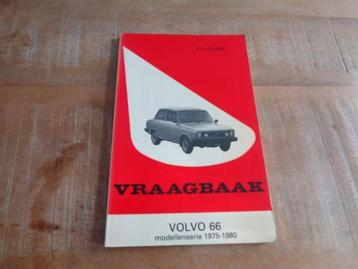 VRAAGBAAK
VOLVO 66
modellenserie 1975-1980